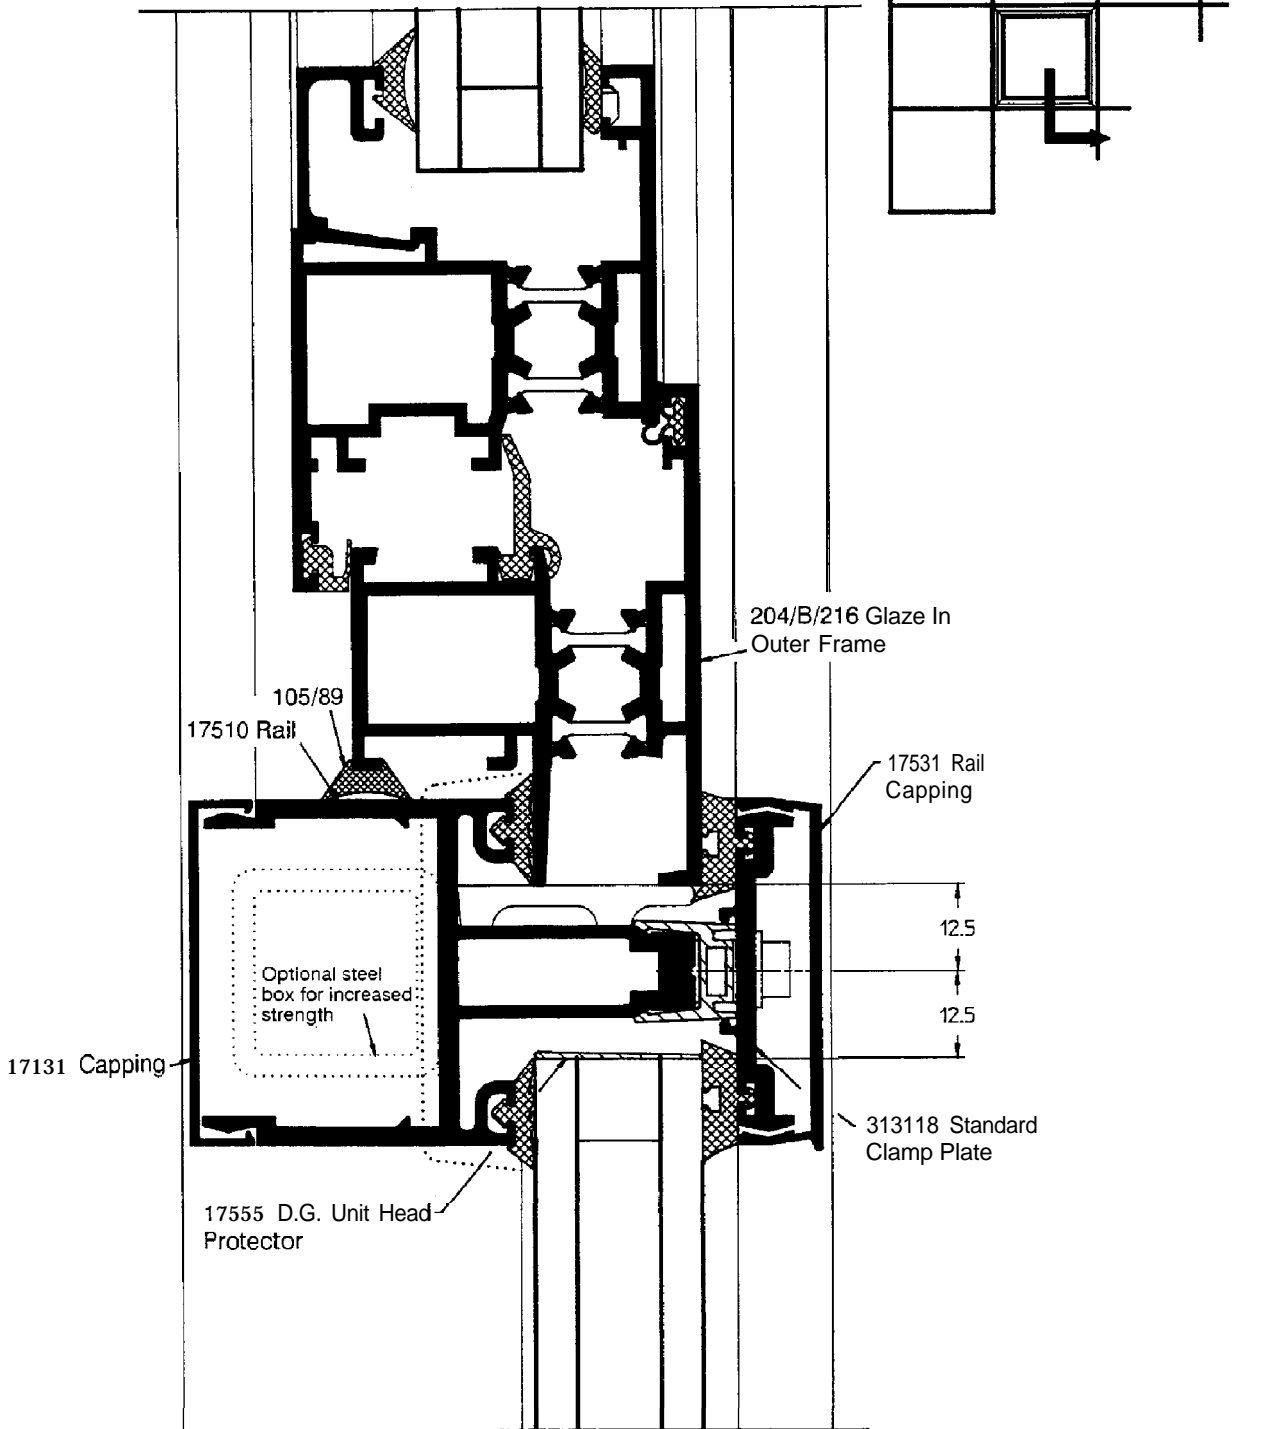 204/B/216 Glaze In
Outer Frame
105/89
17510 Rail
17531 Rail
Capping
12.5
Optional steel
box for increased
strength
12.5
17131 Capping
313118 Standard
Clamp Plate
17555 D.G. Unit Head
Protector